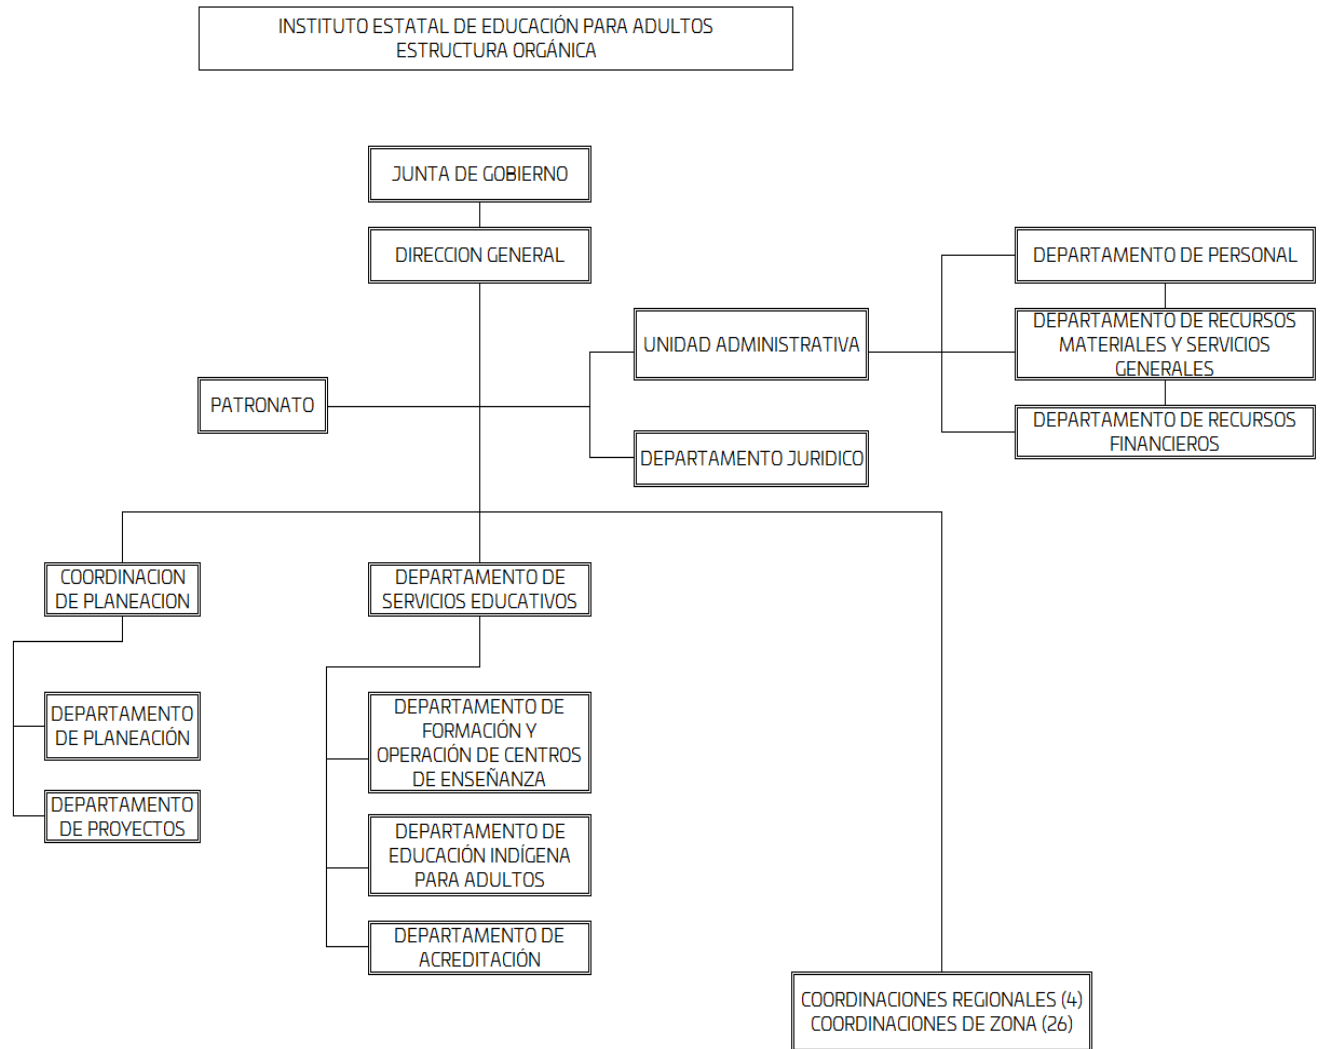 INSTITUTO ESTATAL DE EDUCACIÓN PARA ADULTOS
ESTRUCTURA ORGÁNICA
JUNTA DE GOBIERNO
DIRECCION GENERAL
DEPARTAMENTO DE PERSONAL
UNIDAD ADMINISTRATIVA
DEPARTAMENTO DE RECURSOS
MATERIALES Y SERVICIOS
GENERALES
PATRONATO
DEPARTAMENTO DE RECURSOS
FINANCIEROS
DEPARTAMENTO JURIDICO
COORDINACION
DE PLANEACION
DEPARTAMENTO DE
SERVICIOS EDUCATIVOS
DEPARTAMENTO
DE PLANEACIÓN
DEPARTAMENTO
DE PROYECTOS
DEPARTAMENTO DE
FORMACIÓN Y
OPERACIÓN DE CENTROS
DE ENSEÑANZA
DEPARTAMENTO DE
EDUCACIÓN INDÍGENA
PARA ADULTOS
DEPARTAMENTO DE
ACREDITACIÓN
COORDINACIONES REGIONALES (4)
COORDINACIONES DE ZONA (26)